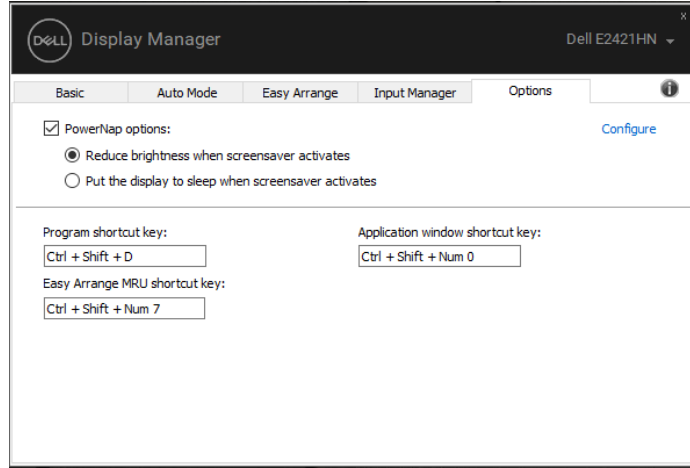 x
DELL Display Manager Dell E2421HN
Basic Auto Mode Easy Arrange Input Manager Options i
PowerNap options: Configure
Reduce brightness when screensaver activates
Put the display to sleep when screensaver activates
Program shortcut key: Application window shortcut key:
Ctrl + Shift + D Ctrl + Shift + Num 0
Easy Arrange MRU shortcut key:
Ctrl + Shift + Num 7